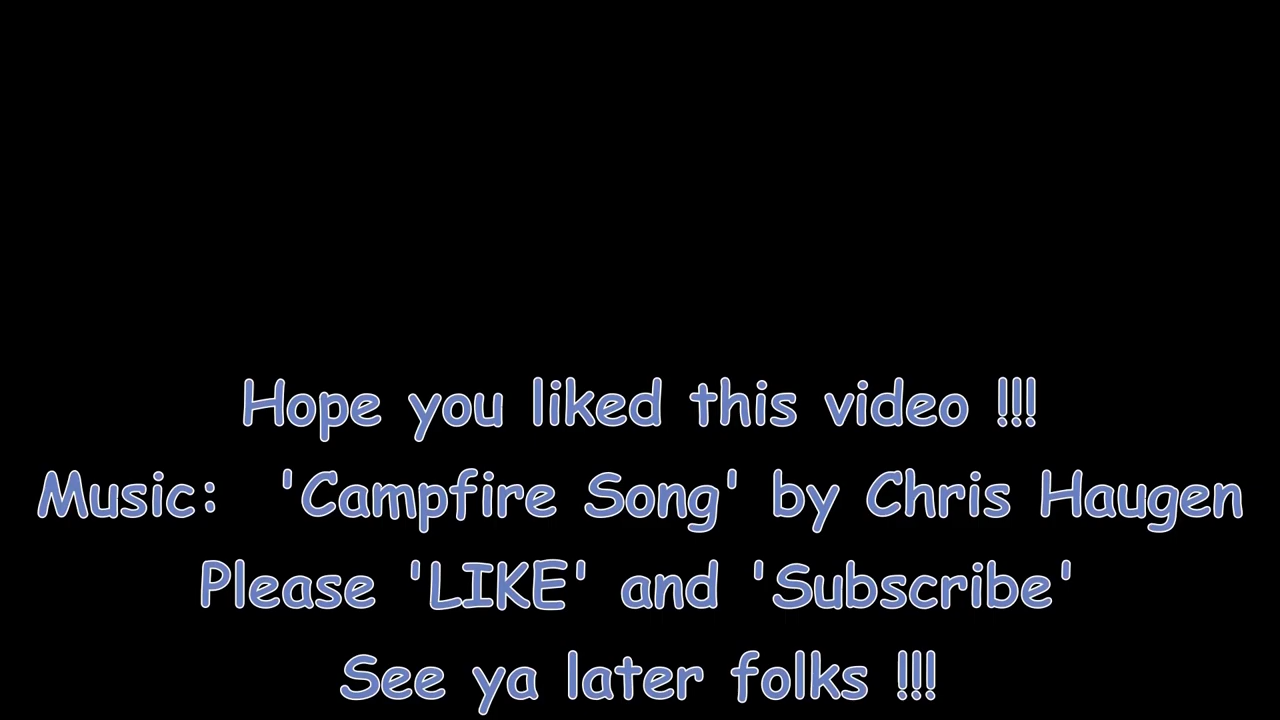 Hope you liked this video !!!
Music:  'Campfire Song' by Chris Haugen
Please 'LIKE' and 'Subscribe'
See ya later folks !!!